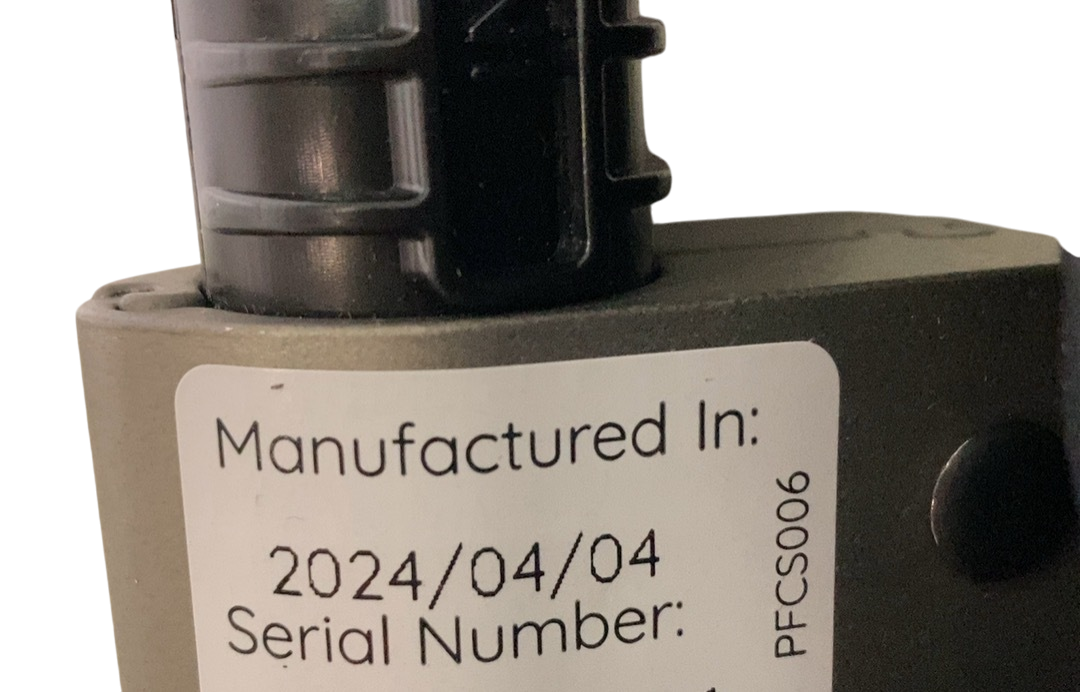 Manufactured In:
2024/04/04
Serial Number:
PFCS006